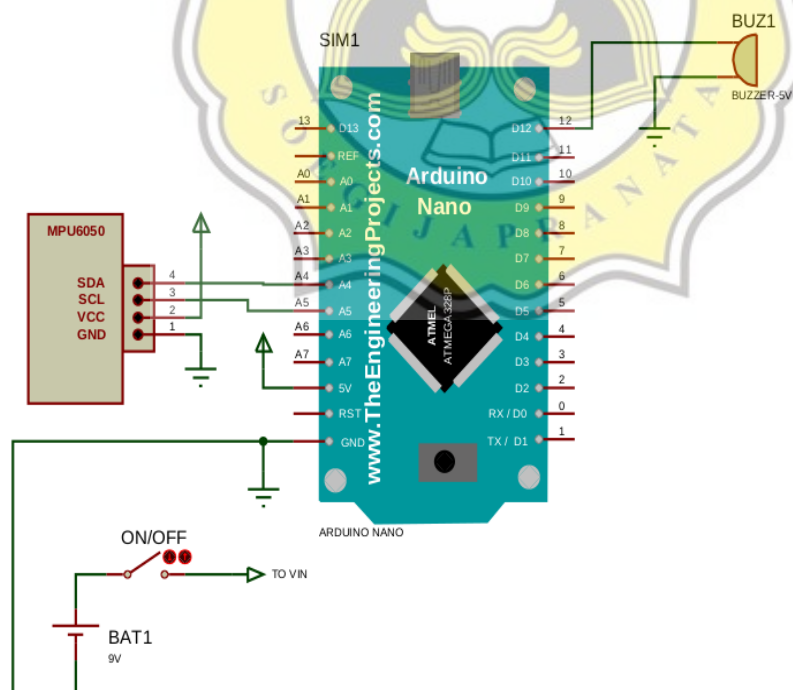 BUZ1
BUZZER-5V
SIM1
www.TheEngineeringProjects.com
Arduino
Nano
ATMEL
ATMEGA328P
13
D13
REF
A0
A0
A1
A1
A2
A2
A3
A3
A4
A4
A5
A5
A6
A6
A7
A7
5V
RST
GND
D12
12
D11
11
D10
10
D9
9
D8
8
D7
7
D6
6
D5
5
D4
4
D3
3
D2
2
RX / D0
0
TX / D1
1
ARDUINO NANO
MPU6050
SDA
4
SCL
3
VCC
2
GND
1
ON/OFF
TO VIN
BAT1
9V
SOEGIJAPRANATA